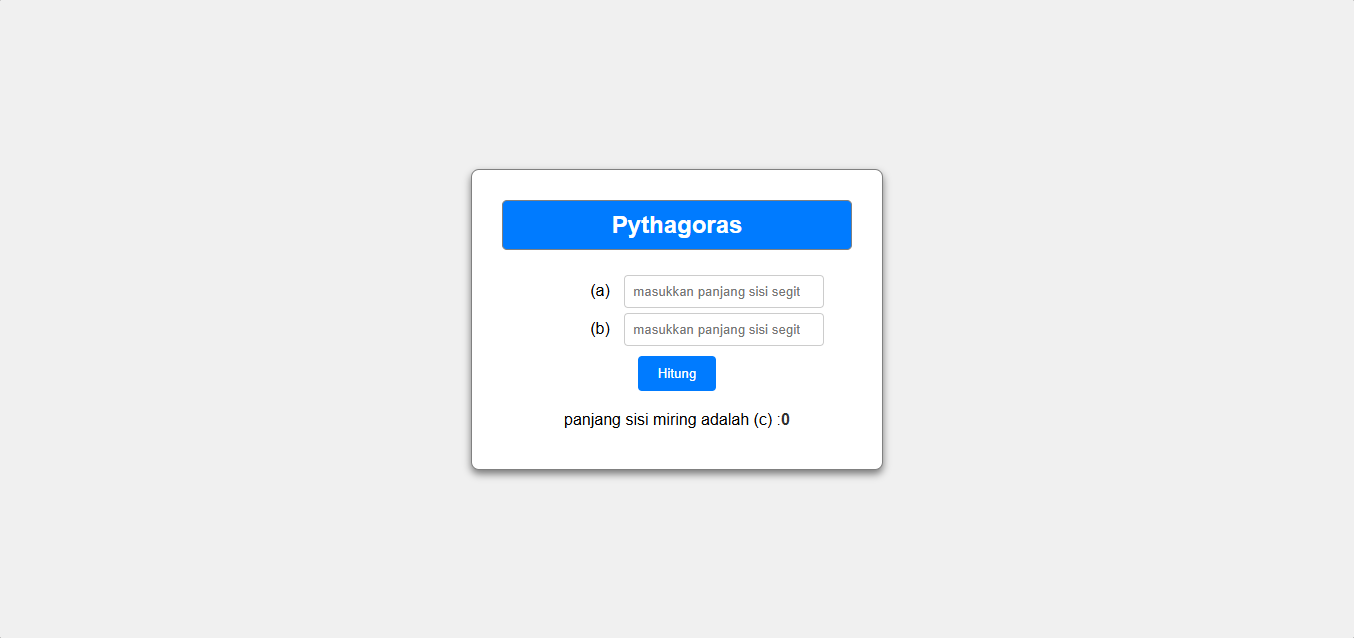 Pythagoras
(a) masukkan panjang sisi segit
(b) masukkan panjang sisi segit
Hitung
panjang sisi miring adalah (c) :0